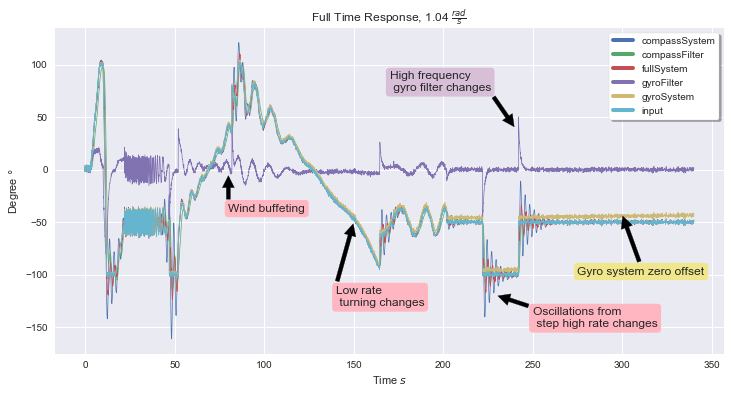 Full Time Response, 1.04 rad/s
compassSystem
compassFilter
fullSystem
gyroFilter
gyroSystem
input
High frequency
gyro filter changes
Wind buffeting
Low rate
turning changes
Gyro system zero offset
Oscillations from
step high rate changes
Degree °
100
50
0
−50
−100
−150
0 50 100 150 200 250 300 350
Time s